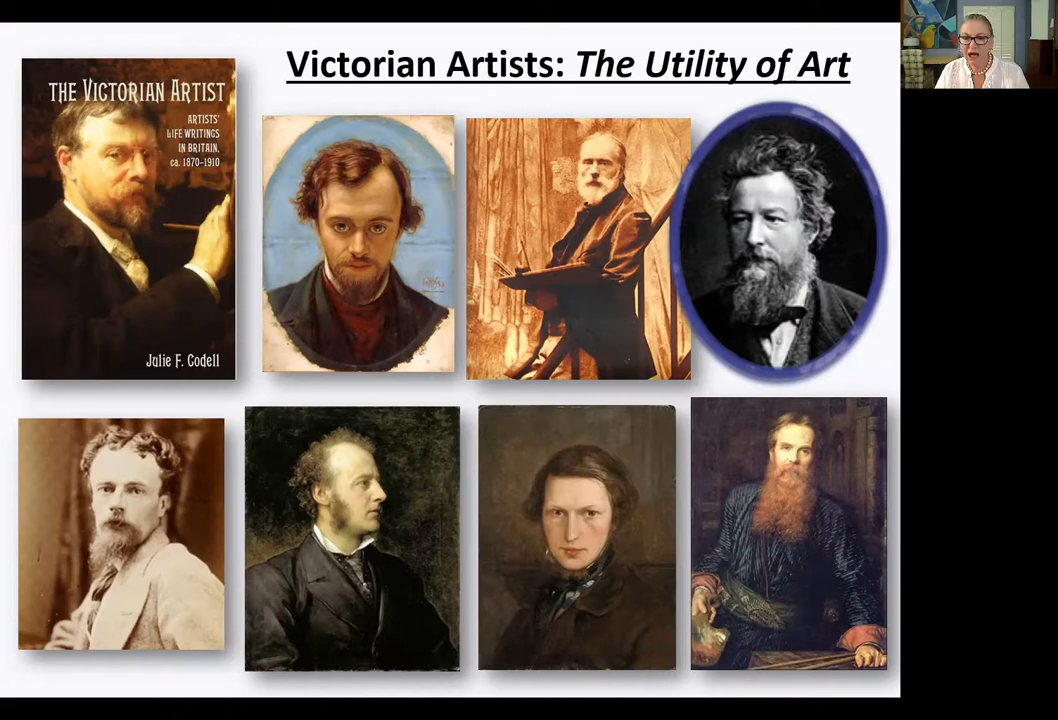 Victorian Artists: The Utility of Art
THE VICTORIAN ARTIST
ARTISTS'
LIFE WRITINGS
IN BRITAIN,
ca. 1870–1910
Julie F. Codell